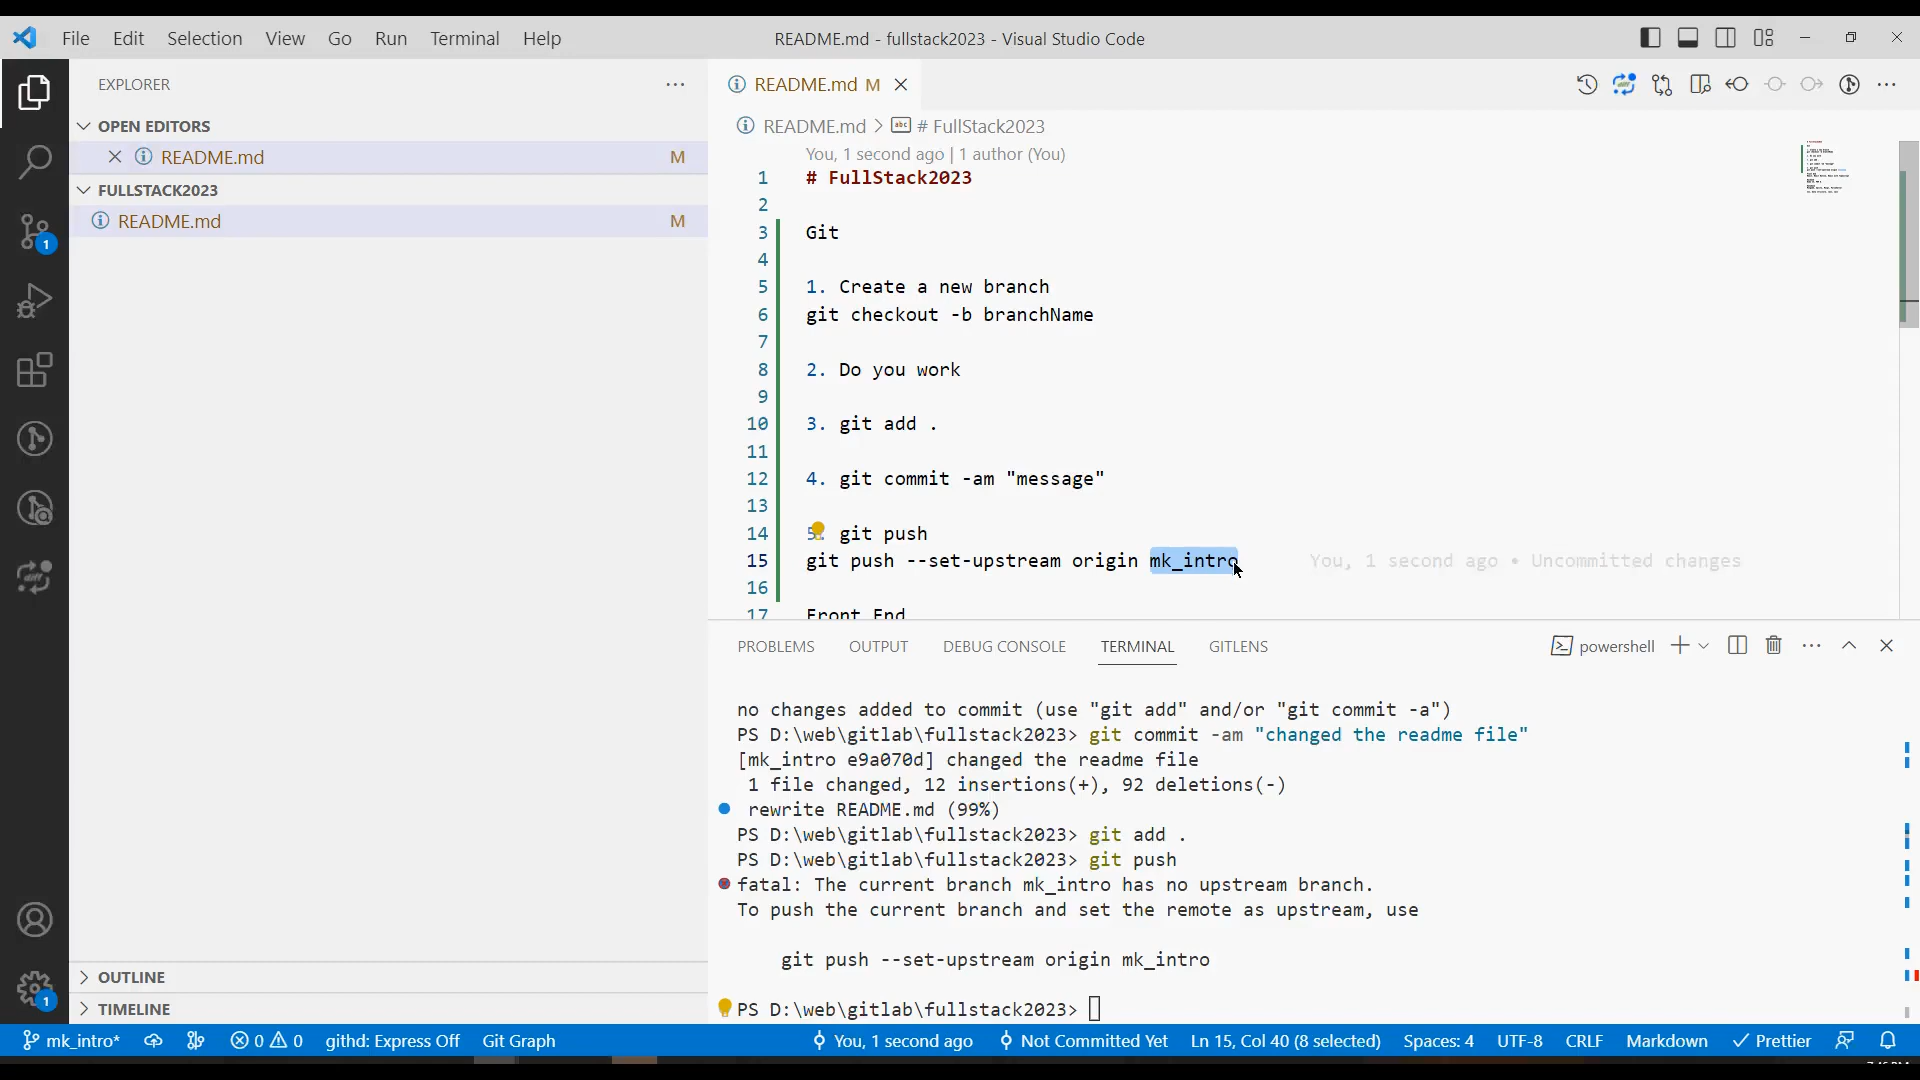 File Edit Selection View Go Run Terminal Help
README.md - fullstack2023 - Visual Studio Code
EXPLORER
OPEN EDITORS
README.md M
FULLSTACK2023
README.md M
1
1
OUTLINE
TIMELINE
README.md M
README.md > # FullStack2023
You, 1 second ago | 1 author (You)
1 # FullStack2023
2
3 Git
4
5 1. Create a new branch
6 git checkout -b branchName
7
8 2. Do you work
9
10 3. git add .
11
12 4. git commit -am "message"
13
14 5. git push
15 git push --set-upstream origin mk_intro You, 1 second ago • Uncommitted changes
16
17 Front End
PROBLEMS OUTPUT DEBUG CONSOLE TERMINAL GITLENS
powershell
no changes added to commit (use "git add" and/or "git commit -a")
PS D:\web\gitlab\fullstack2023> git commit -am "changed the readme file"
[mk_intro e9a070d] changed the readme file
1 file changed, 12 insertions(+), 92 deletions(-)
rewrite README.md (99%)
PS D:\web\gitlab\fullstack2023> git add .
PS D:\web\gitlab\fullstack2023> git push
fatal: The current branch mk_intro has no upstream branch.
To push the current branch and set the remote as upstream, use
git push --set-upstream origin mk_intro
PS D:\web\gitlab\fullstack2023>
mk_intro* 0 0 githd: Express Off Git Graph You, 1 second ago Not Committed Yet Ln 15, Col 40 (8 selected) Spaces: 4 UTF-8 CRLF Markdown Prettier